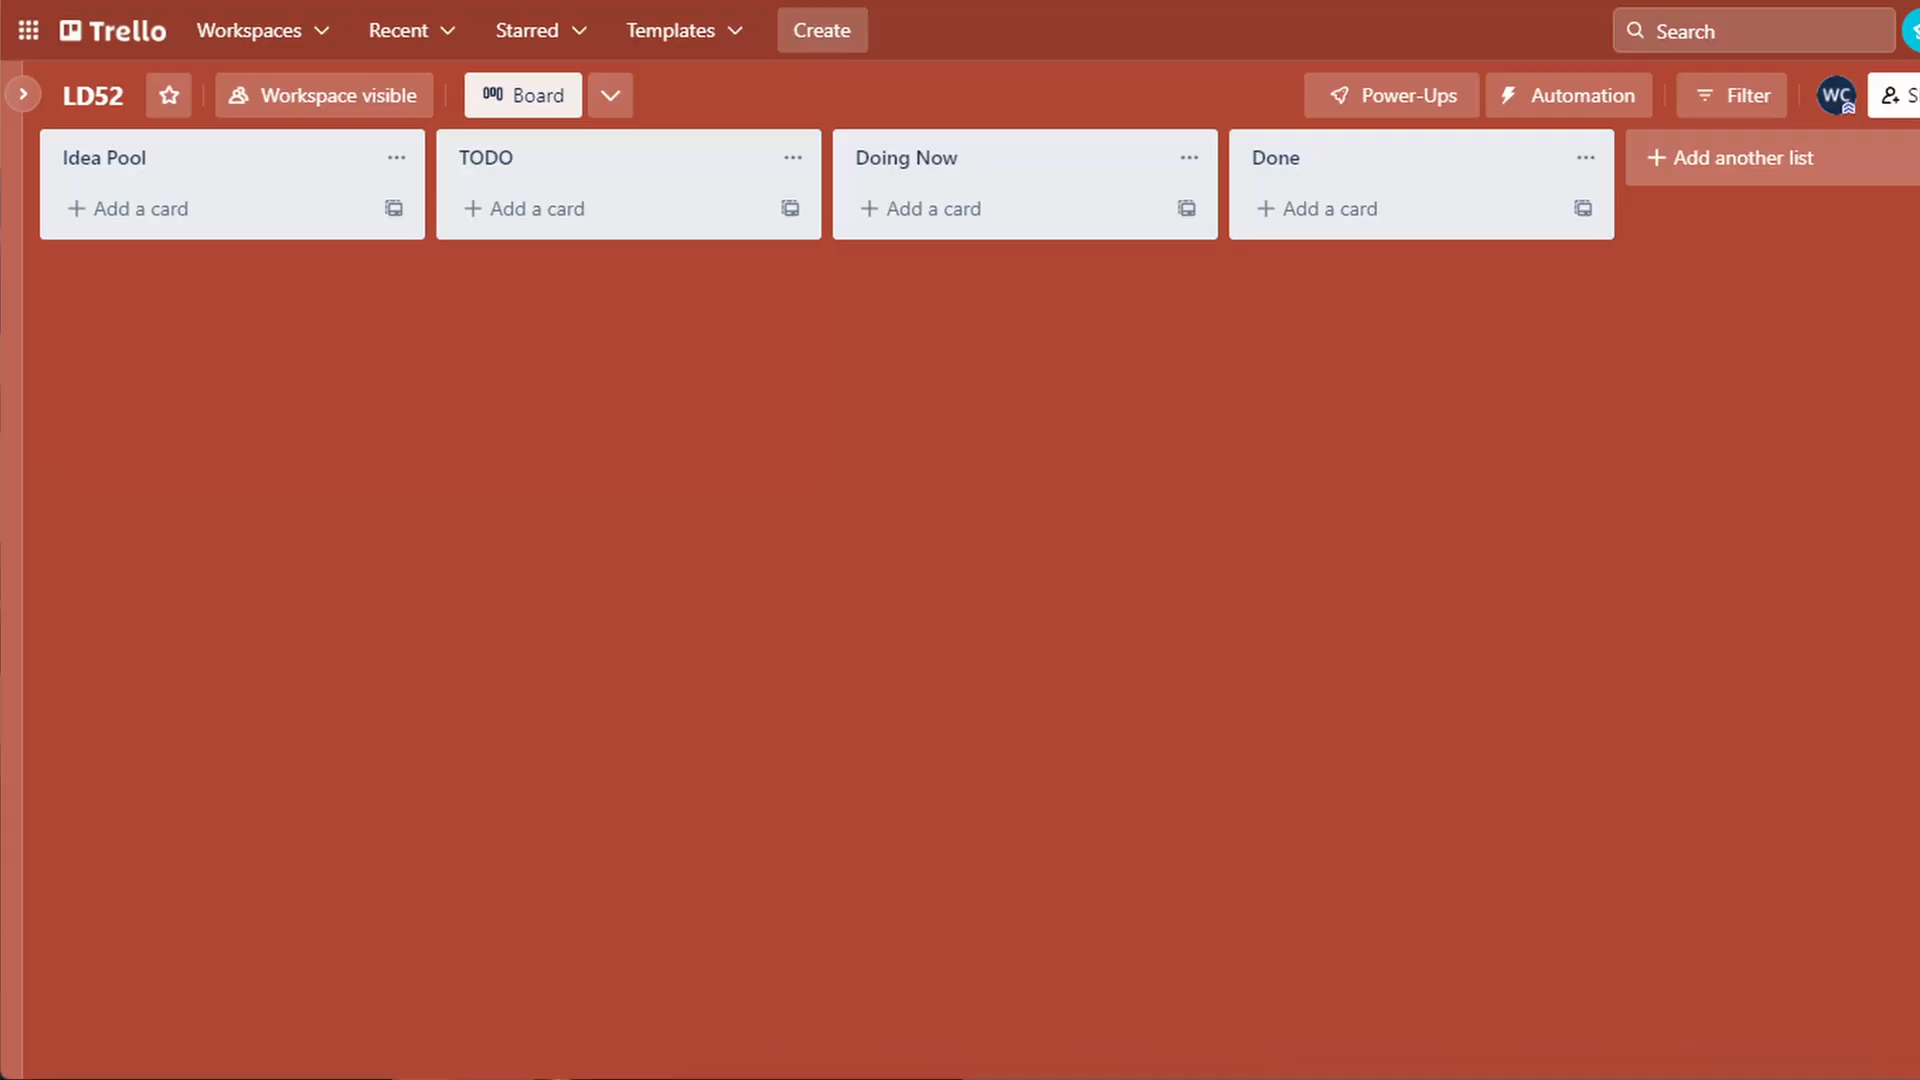 Trello Workspaces Recent Starred Templates Create Search
LD52 Workspace visible Board Power-Ups Automation Filter WC
Idea Pool TODO Doing Now Done Add another list
Add a card Add a card Add a card Add a card